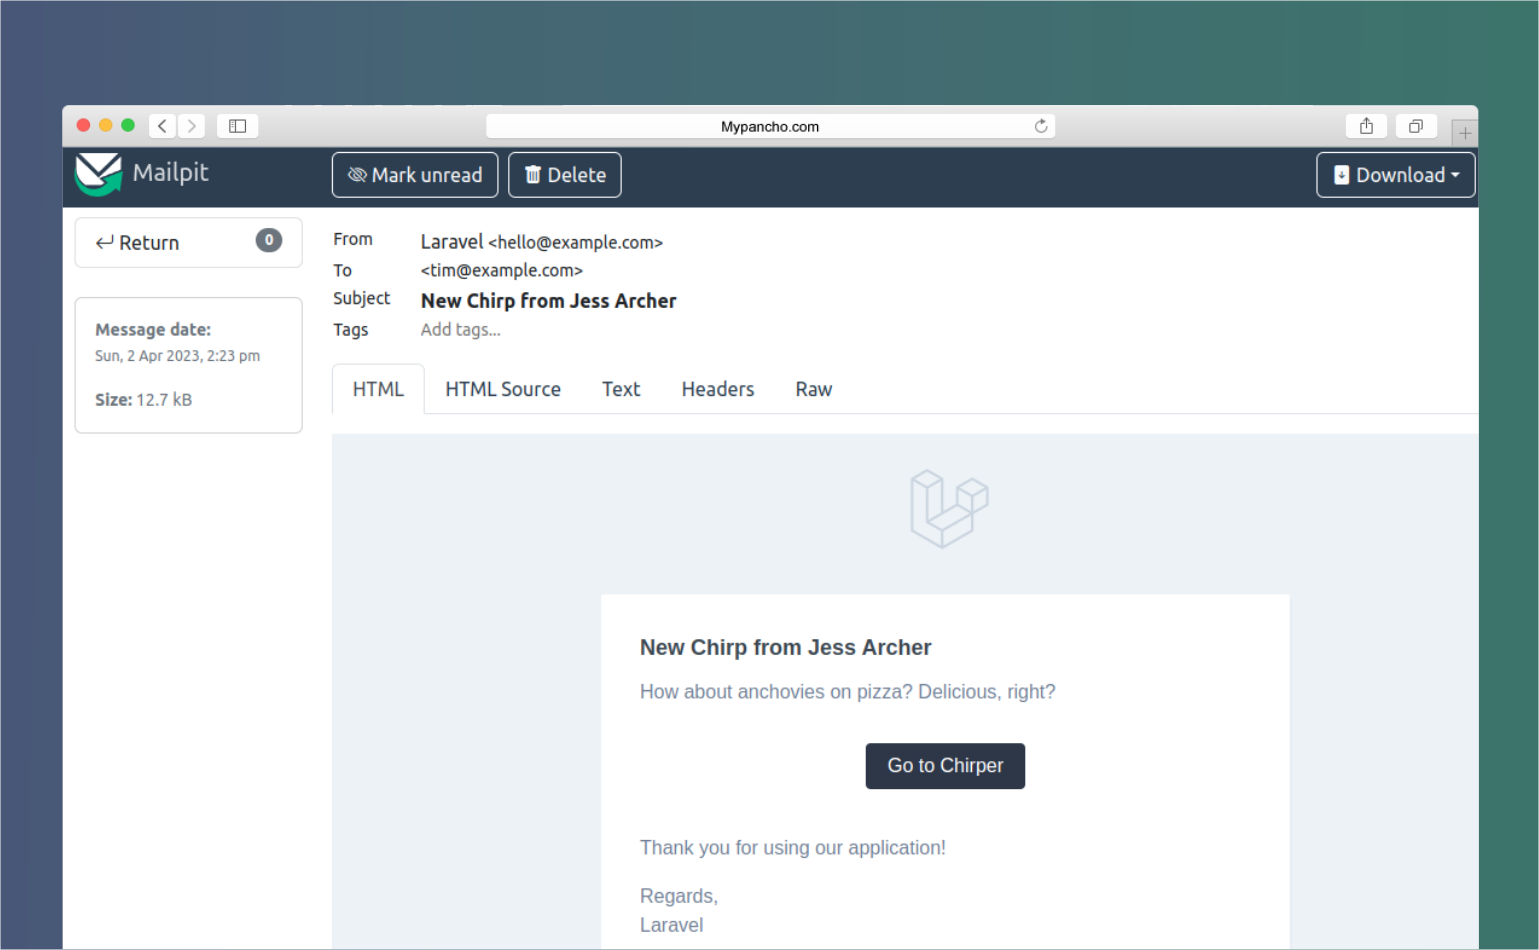 Mypancho.com
Mailpit
Mark unread
Delete
Download
Return
0
Message date:
Sun, 2 Apr 2023, 2:23 pm
Size: 12.7 kB
From Laravel <hello@example.com>
To <tim@example.com>
Subject New Chirp from Jess Archer
Tags Add tags...
HTML HTML Source Text Headers Raw
New Chirp from Jess Archer
How about anchovies on pizza? Delicious, right?
Go to Chirper
Thank you for using our application!
Regards,
Laravel